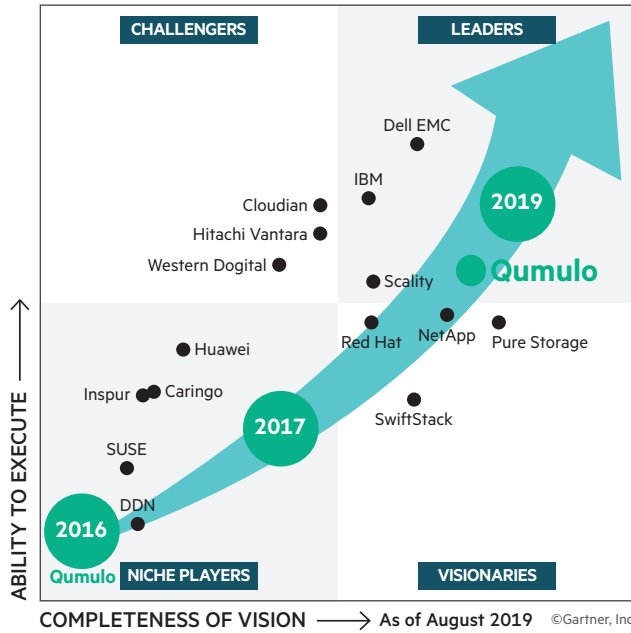 CHALLENGERS
LEADERS
Dell EMC
IBM
Cloudian
2019
Hitachi Vantara
Western Dogital
Qumulo
Scality
Red Hat
NetApp
Pure Storage
Huawei
Inspur
Caringo
SwiftStack
2017
SUSE
DDN
2016
Qumulo
NICHE PLAYERS
VISIONARIES
ABILITY TO EXECUTE
COMPLETENESS OF VISION
As of August 2019
©Gartner, Inc